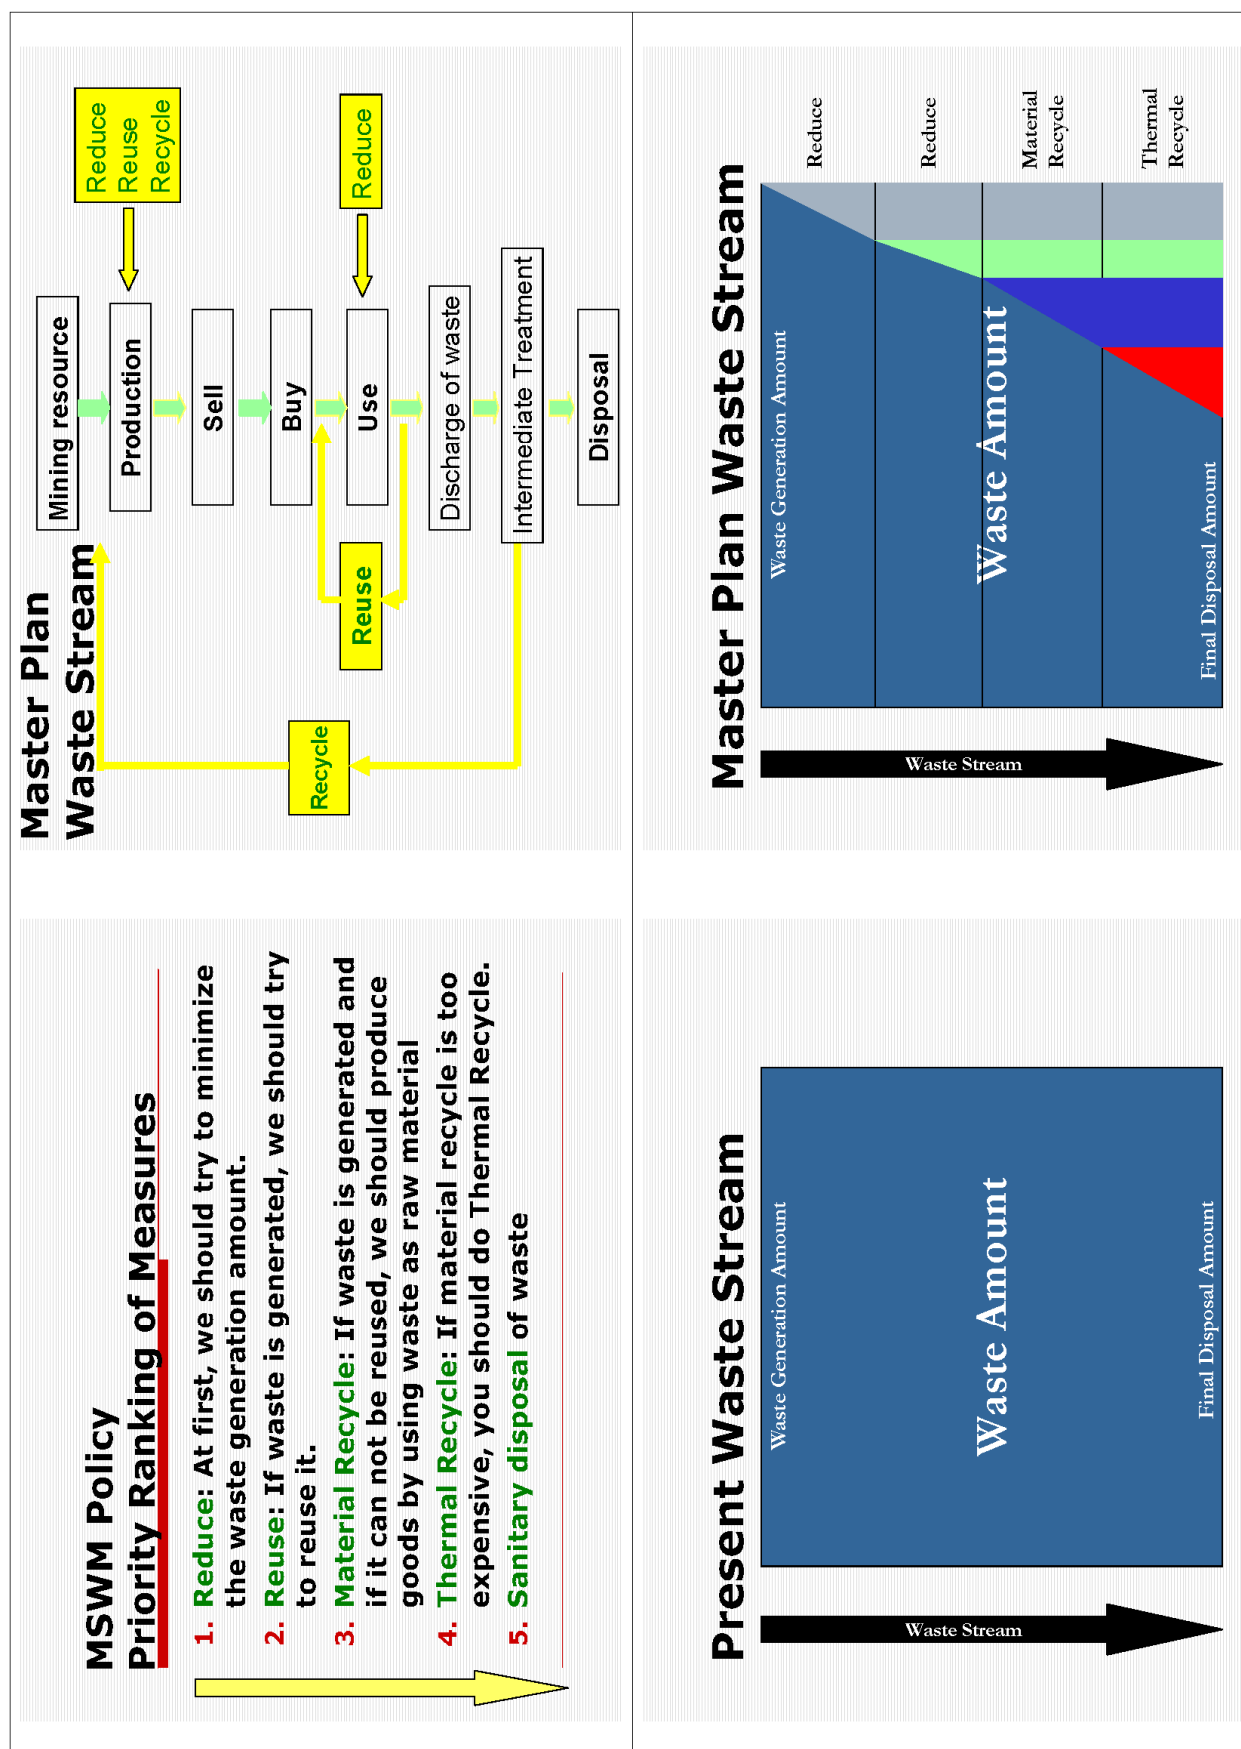 MSWM Policy
Priority Ranking of Measures
1. Reduce: At first, we should try to minimize
the waste generation amount.
2. Reuse: If waste is generated, we should try
to reuse it.
3. Material Recycle: If waste is generated and
if it can not be reused, we should produce
goods by using waste as raw material
4. Thermal Recycle: If material recycle is too
expensive, you should do Thermal Recycle.
5. Sanitary disposal of waste
Master Plan
Waste Stream
Mining resource
Production
Reduce
Reuse
Recycle
Sell
Buy
Recycle
Reuse
Use
Reduce
Discharge of waste
Intermediate Treatment
Disposal
Present Waste Stream
Waste Stream
Waste Generation Amount
Waste Amount
Final Disposal Amount
Master Plan Waste Stream
Waste Stream
Waste Generation Amount
Waste Amount
Final Disposal Amount
Reduce
Reduce
Material
Recycle
Thermal
Recycle